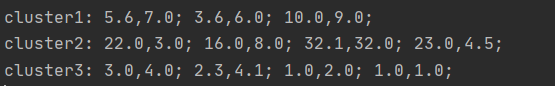 cluster1: 5.6,7.0; 3.6,6.0; 10.0,9.0;
cluster2: 22.0,3.0; 16.0,8.0; 32.1,32.0; 23.0,4.5;
cluster3: 3.0,4.0; 2.3,4.1; 1.0,2.0; 1.0,1.0;